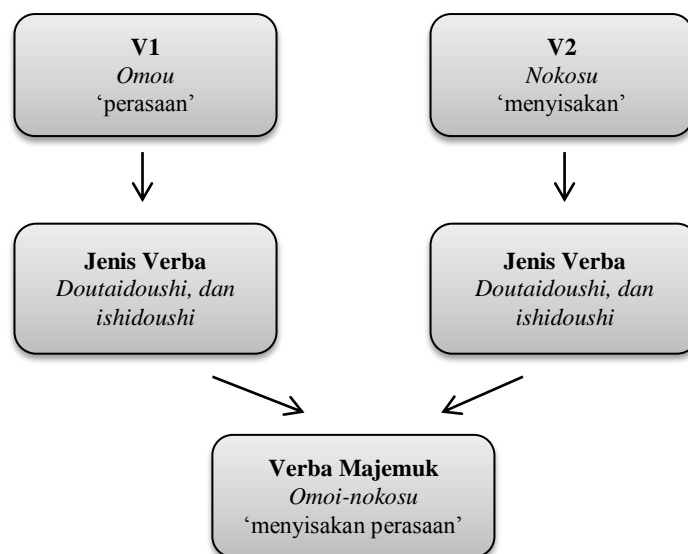 V1
Omou
‘perasaan’
V2
Nokosu
‘menyisakan’
Jenis Verba
Doutaidoushi, dan
ishidoushi
Jenis Verba
Doutaidoushi, dan
ishidoushi
Verba Majemuk
Omoi-nokosu
‘menyisakan perasaan’